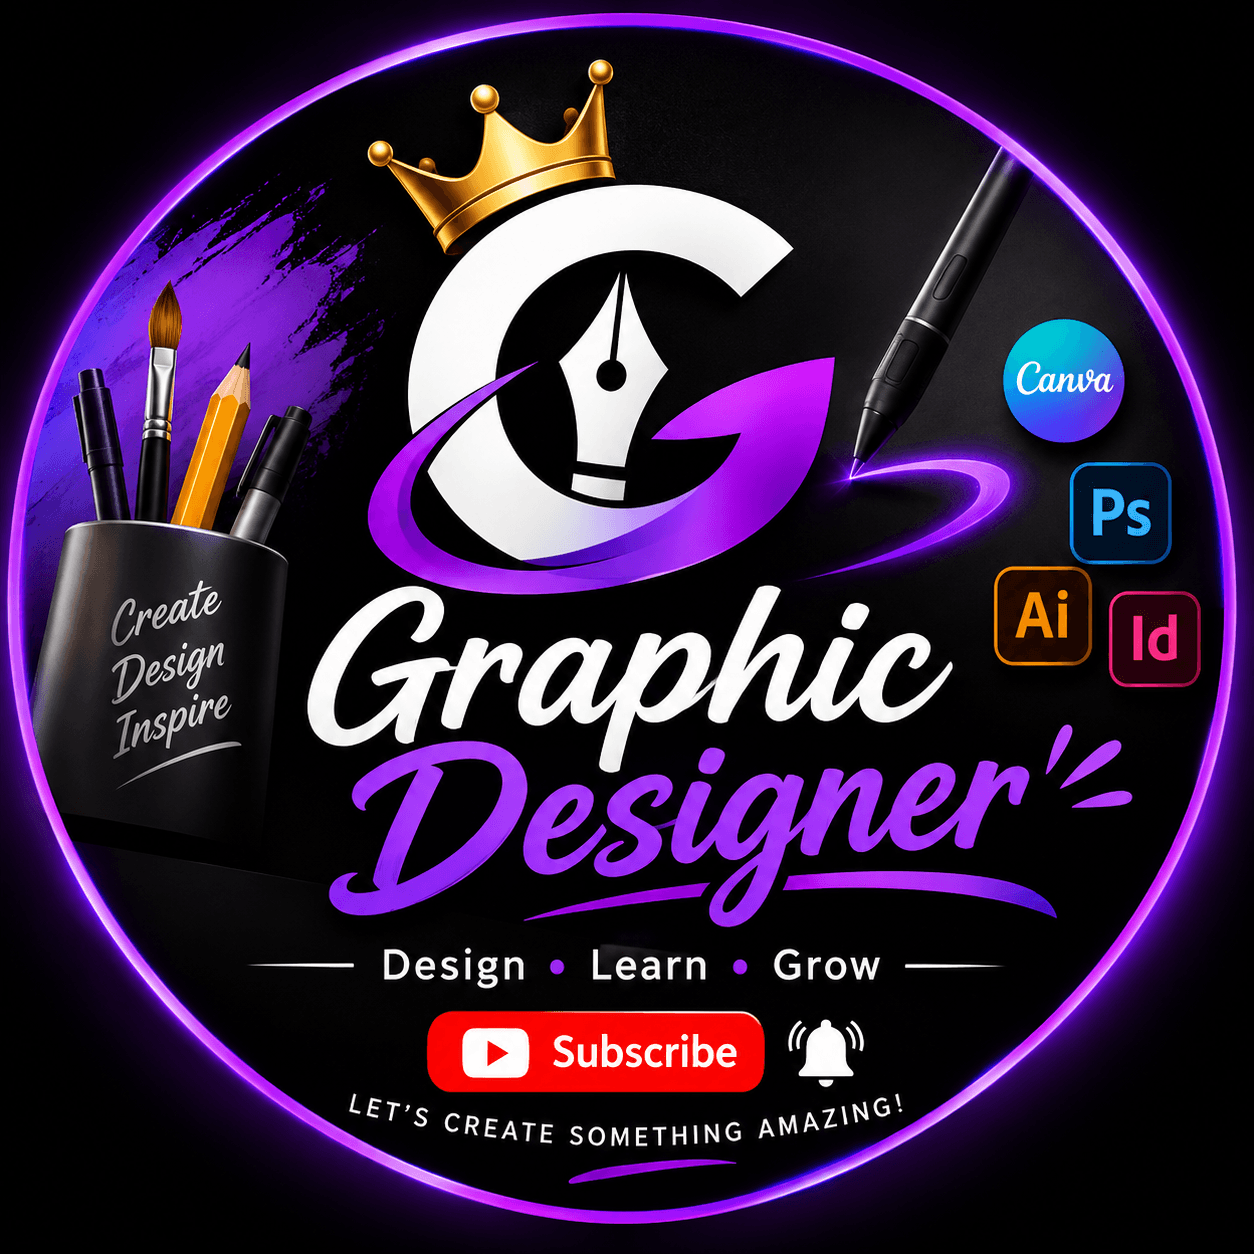 Canva
Ps
Ai
Id
Create
Design
Inspire
Graphic
Designer
Design • Learn • Grow
Subscribe
LET'S CREATE SOMETHING AMAZING!